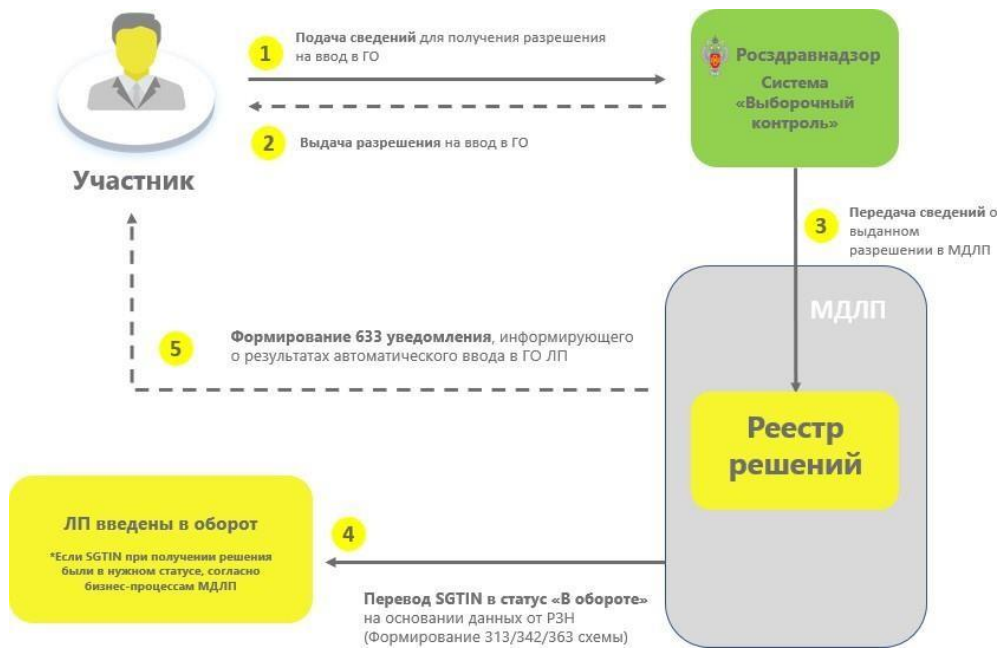 1
Подача сведений для получения разрешения
на ввод в ГО
Росздравнадзор
Система
«Выборочный
контроль»
2
Выдача разрешения на ввод в ГО
Участник
3
Передача сведений о
выданном
разрешении в МДЛП
МДЛП
5
Формирование 633 уведомления, информирующего
о результатах автоматического ввода в ГО ЛП
Реестр
решений
ЛП введены в оборот
*Если SGTIN при получении решения
были в нужном статусе, согласно
бизнес-процессам МДЛП
4
Перевод SGTIN в статус «В обороте»
на основании данных от РЗН
(Формирование 313/342/363 схемы)